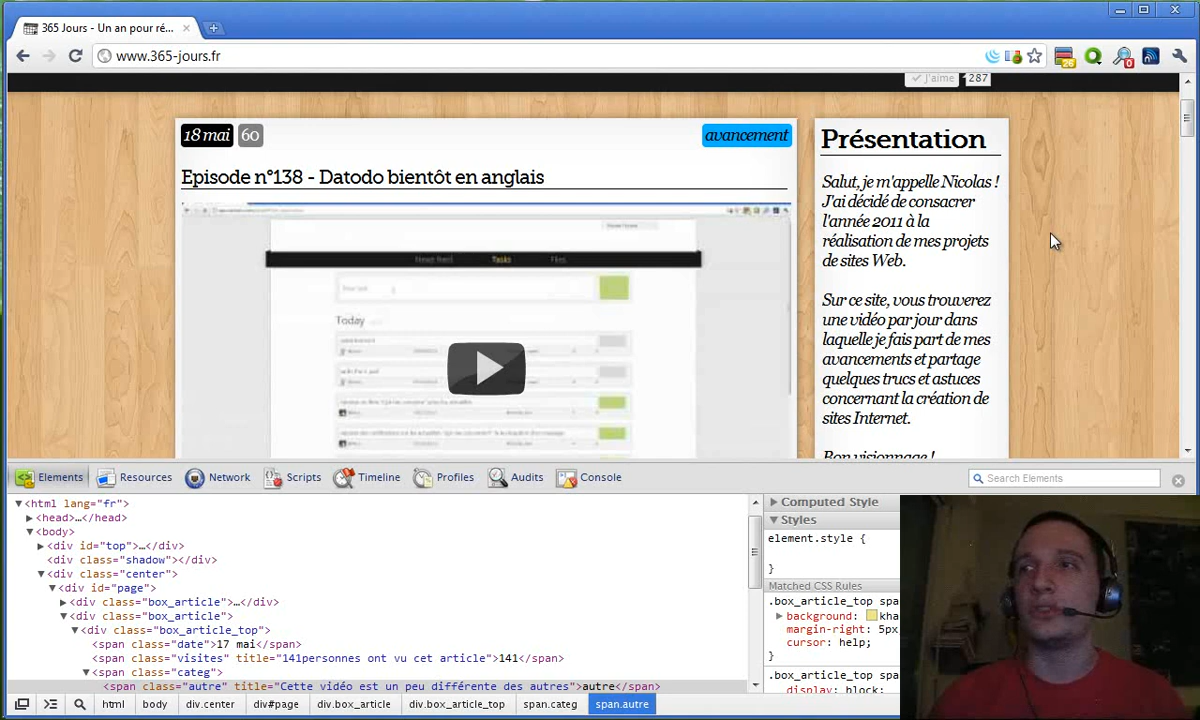 365 Jours - Un an pour ré...
www.365-jours.fr
26
0
J'aime
287
18 mai
60
avancement
Episode n°138 - Datodo bientôt en anglais
News feed
Tasks
Files
Today
Présentation
Salut, je m'appelle Nicolas !
J'ai décidé de consacrer
l'année 2011 à la
réalisation de mes projets
de sites Web.
Sur ce site, vous trouverez
une vidéo par jour dans
laquelle je fais part de mes
avancements et partage
quelques trucs et astuces
concernant la création de
sites Internet.
Bon visionnage !
Elements
Resources
Network
Scripts
Timeline
Profiles
Audits
Console
Search Elements
▼<html lang="fr">
▶<head>…</head>
▼<body>
▶<div id="top">…</div>
<div class="shadow"></div>
▼<div class="center">
▼<div id="page">
▶<div class="box_article">…</div>
▼<div class="box_article">
▼<div class="box_article_top">
<span class="date">17 mai</span>
<span class="visites" title="141personnes ont vu cet article">141</span>
▼<span class="categ">
<span class="autre" title="Cette vidéo est un peu différente des autres">autre</span>
▶ Computed Style
▼ Styles
element.style {
}
Matched CSS Rules
.box_article_top spa
▶ background: kha
margin-right: 5px
cursor: help;
}
.box_article_top spa
display: block;
html
body
div.center
div#page
div.box_article
div.box_article_top
span.categ
span.autre